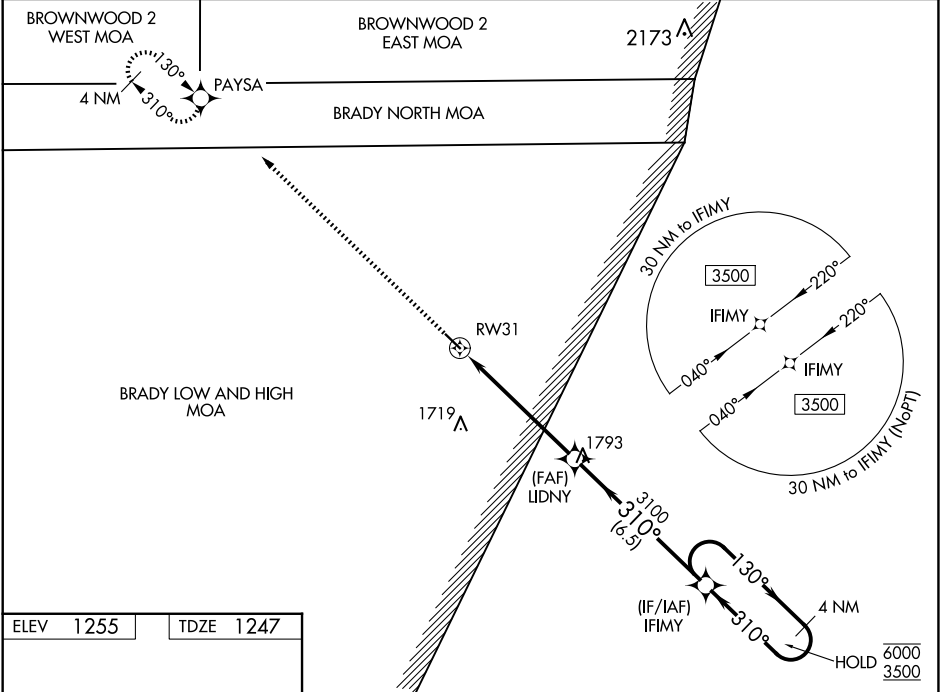 BROWNWOOD 2
WEST MOA
BROWNWOOD 2
EAST MOA
2173
130°
4 NM
310°
PAYSA
BRADY NORTH MOA
30 NM to IFIMY
3500
220°
IFIMY
040°
220°
IFIMY
040°
3500
30 NM to IFIMY (NoPT)
RW31
BRADY LOW AND HIGH
MOA
1719
1793
(FAF)
LIDNY
3100
310°
(6.5)
130°
4 NM
(IF/IAF)
IFIMY
310°
HOLD
6000
3500
ELEV 1255
TDZE 1247